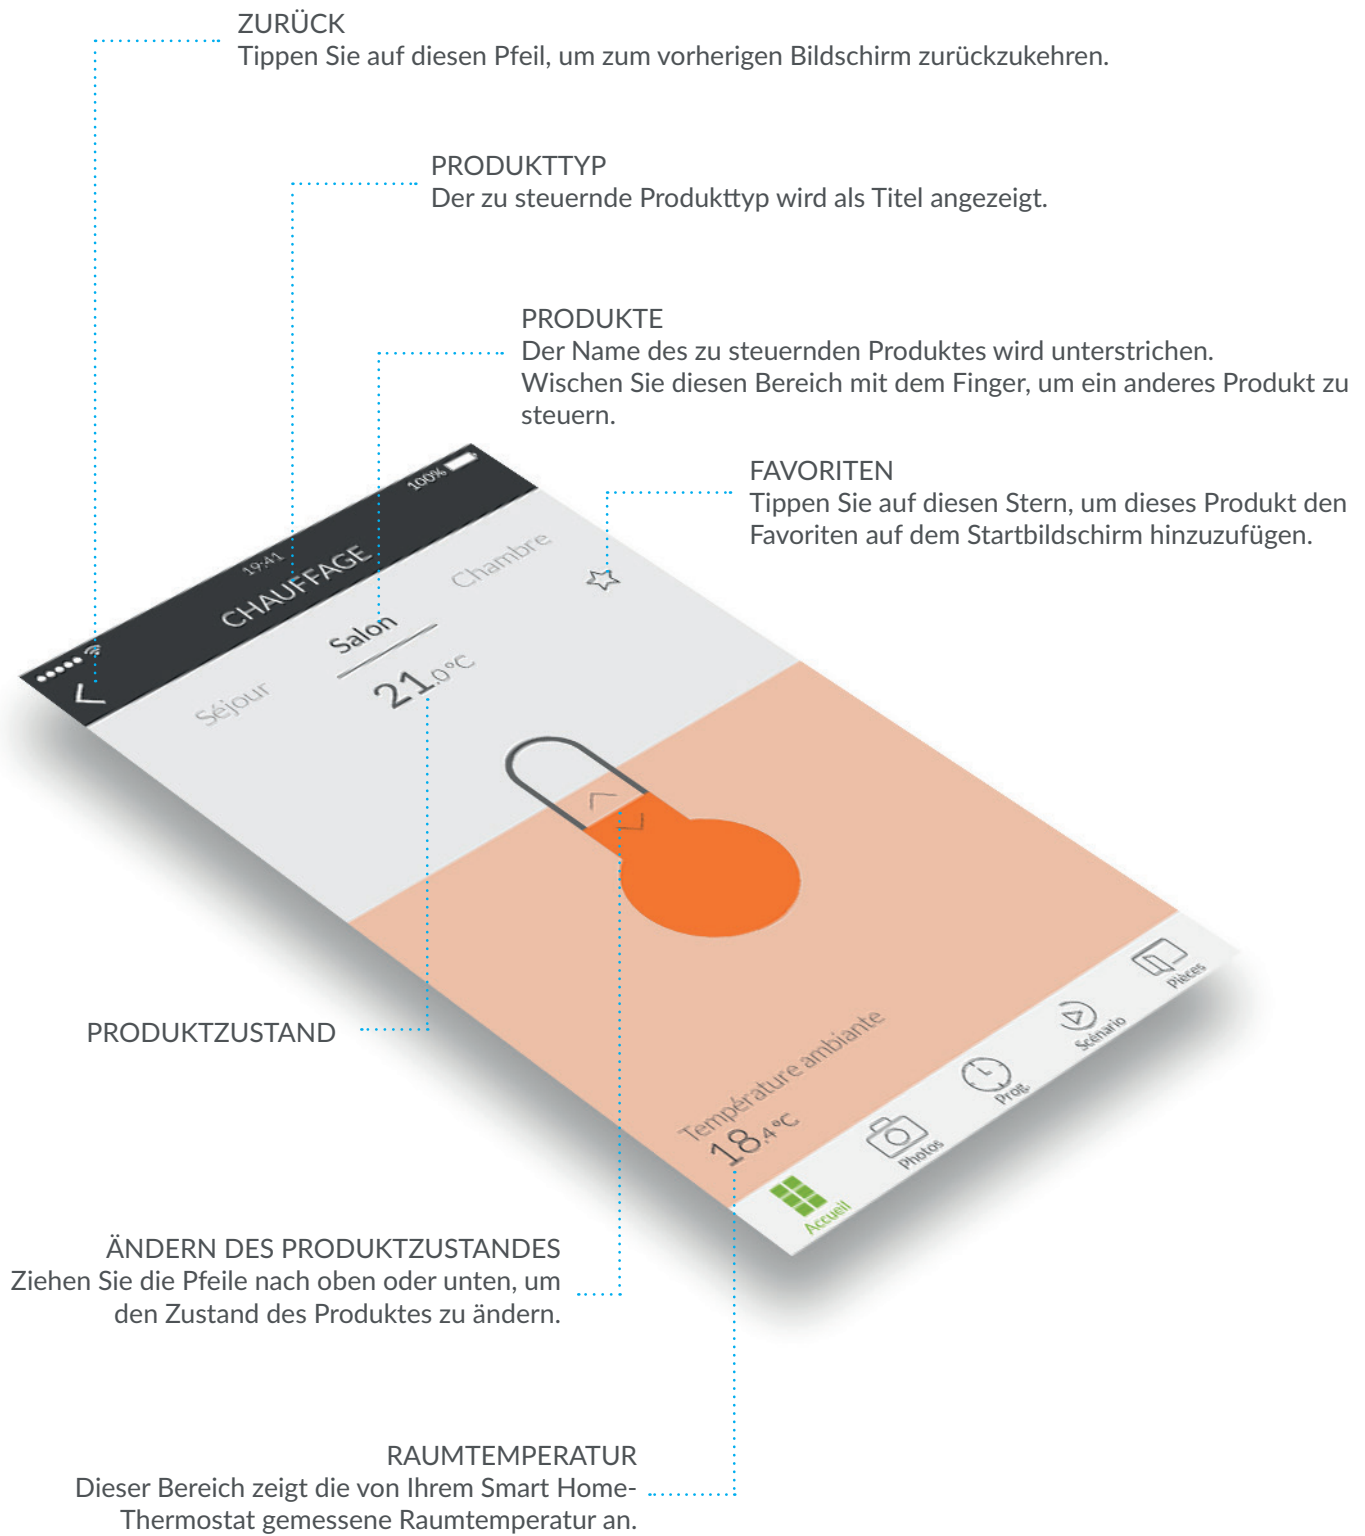 ZURÜCK
Tippen Sie auf diesen Pfeil, um zum vorherigen Bildschirm zurückzukehren.
PRODUKTTYP
Der zu steuernde Produkttyp wird als Titel angezeigt.
PRODUKTE
Der Name des zu steuernden Produktes wird unterstrichen.
Wischen Sie diesen Bereich mit dem Finger, um ein anderes Produkt zu
steuern.
FAVORITEN
Tippen Sie auf diesen Stern, um dieses Produkt den
Favoriten auf dem Startbildschirm hinzuzufügen.
19:41
100%
CHAUFFAGE
Séjour
Salon
Chambre
21.0°C
PRODUKTZUSTAND
Température ambiante
18.4°C
Accueil
Photos
Prog.
Scénario
Pièces
ÄNDERN DES PRODUKTZUSTANDES
Ziehen Sie die Pfeile nach oben oder unten, um
den Zustand des Produktes zu ändern.
RAUMTEMPERATUR
Dieser Bereich zeigt die von Ihrem Smart Home-
Thermostat gemessene Raumtemperatur an.